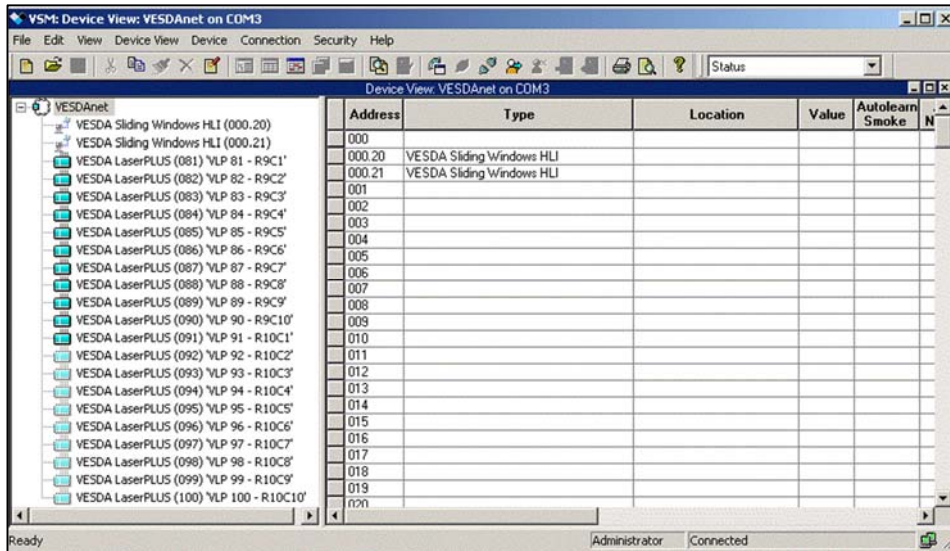 VSM: Device View: VESDAnet on COM3
File Edit View Device View Device Connection Security Help
Status
Device View: VESDAnet on COM3
VESDAnet
VESDA Sliding Windows HLI (000.20)
VESDA Sliding Windows HLI (000.21)
VESDA LaserPLUS (081) 'VLP 81 - R9C1'
VESDA LaserPLUS (082) 'VLP 82 - R9C2'
VESDA LaserPLUS (083) 'VLP 83 - R9C3'
VESDA LaserPLUS (084) 'VLP 84 - R9C4'
VESDA LaserPLUS (085) 'VLP 85 - R9C5'
VESDA LaserPLUS (086) 'VLP 86 - R9C6'
VESDA LaserPLUS (087) 'VLP 87 - R9C7'
VESDA LaserPLUS (088) 'VLP 88 - R9C8'
VESDA LaserPLUS (089) 'VLP 89 - R9C9'
VESDA LaserPLUS (090) 'VLP 90 - R9C10'
VESDA LaserPLUS (091) 'VLP 91 - R10C1'
VESDA LaserPLUS (092) 'VLP 92 - R10C2'
VESDA LaserPLUS (093) 'VLP 93 - R10C3'
VESDA LaserPLUS (094) 'VLP 94 - R10C4'
VESDA LaserPLUS (095) 'VLP 95 - R10C5'
VESDA LaserPLUS (096) 'VLP 96 - R10C6'
VESDA LaserPLUS (097) 'VLP 97 - R10C7'
VESDA LaserPLUS (098) 'VLP 98 - R10C8'
VESDA LaserPLUS (099) 'VLP 99 - R10C9'
VESDA LaserPLUS (100) 'VLP 100 - R10C10'
Address Type Location Value Autolearn Smoke
000
000.20 VESDA Sliding Windows HLI
000.21 VESDA Sliding Windows HLI
001
002
003
004
005
006
007
008
009
010
011
012
013
014
015
016
017
018
019
020
Ready Administrator Connected